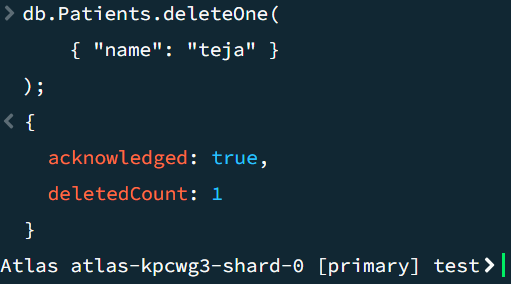 > db.Patients.deleteOne(
{ "name": "teja" }
);
< {
acknowledged: true,
deletedCount: 1
}
Atlas atlas-kpcwg3-shard-0 [primary] test>